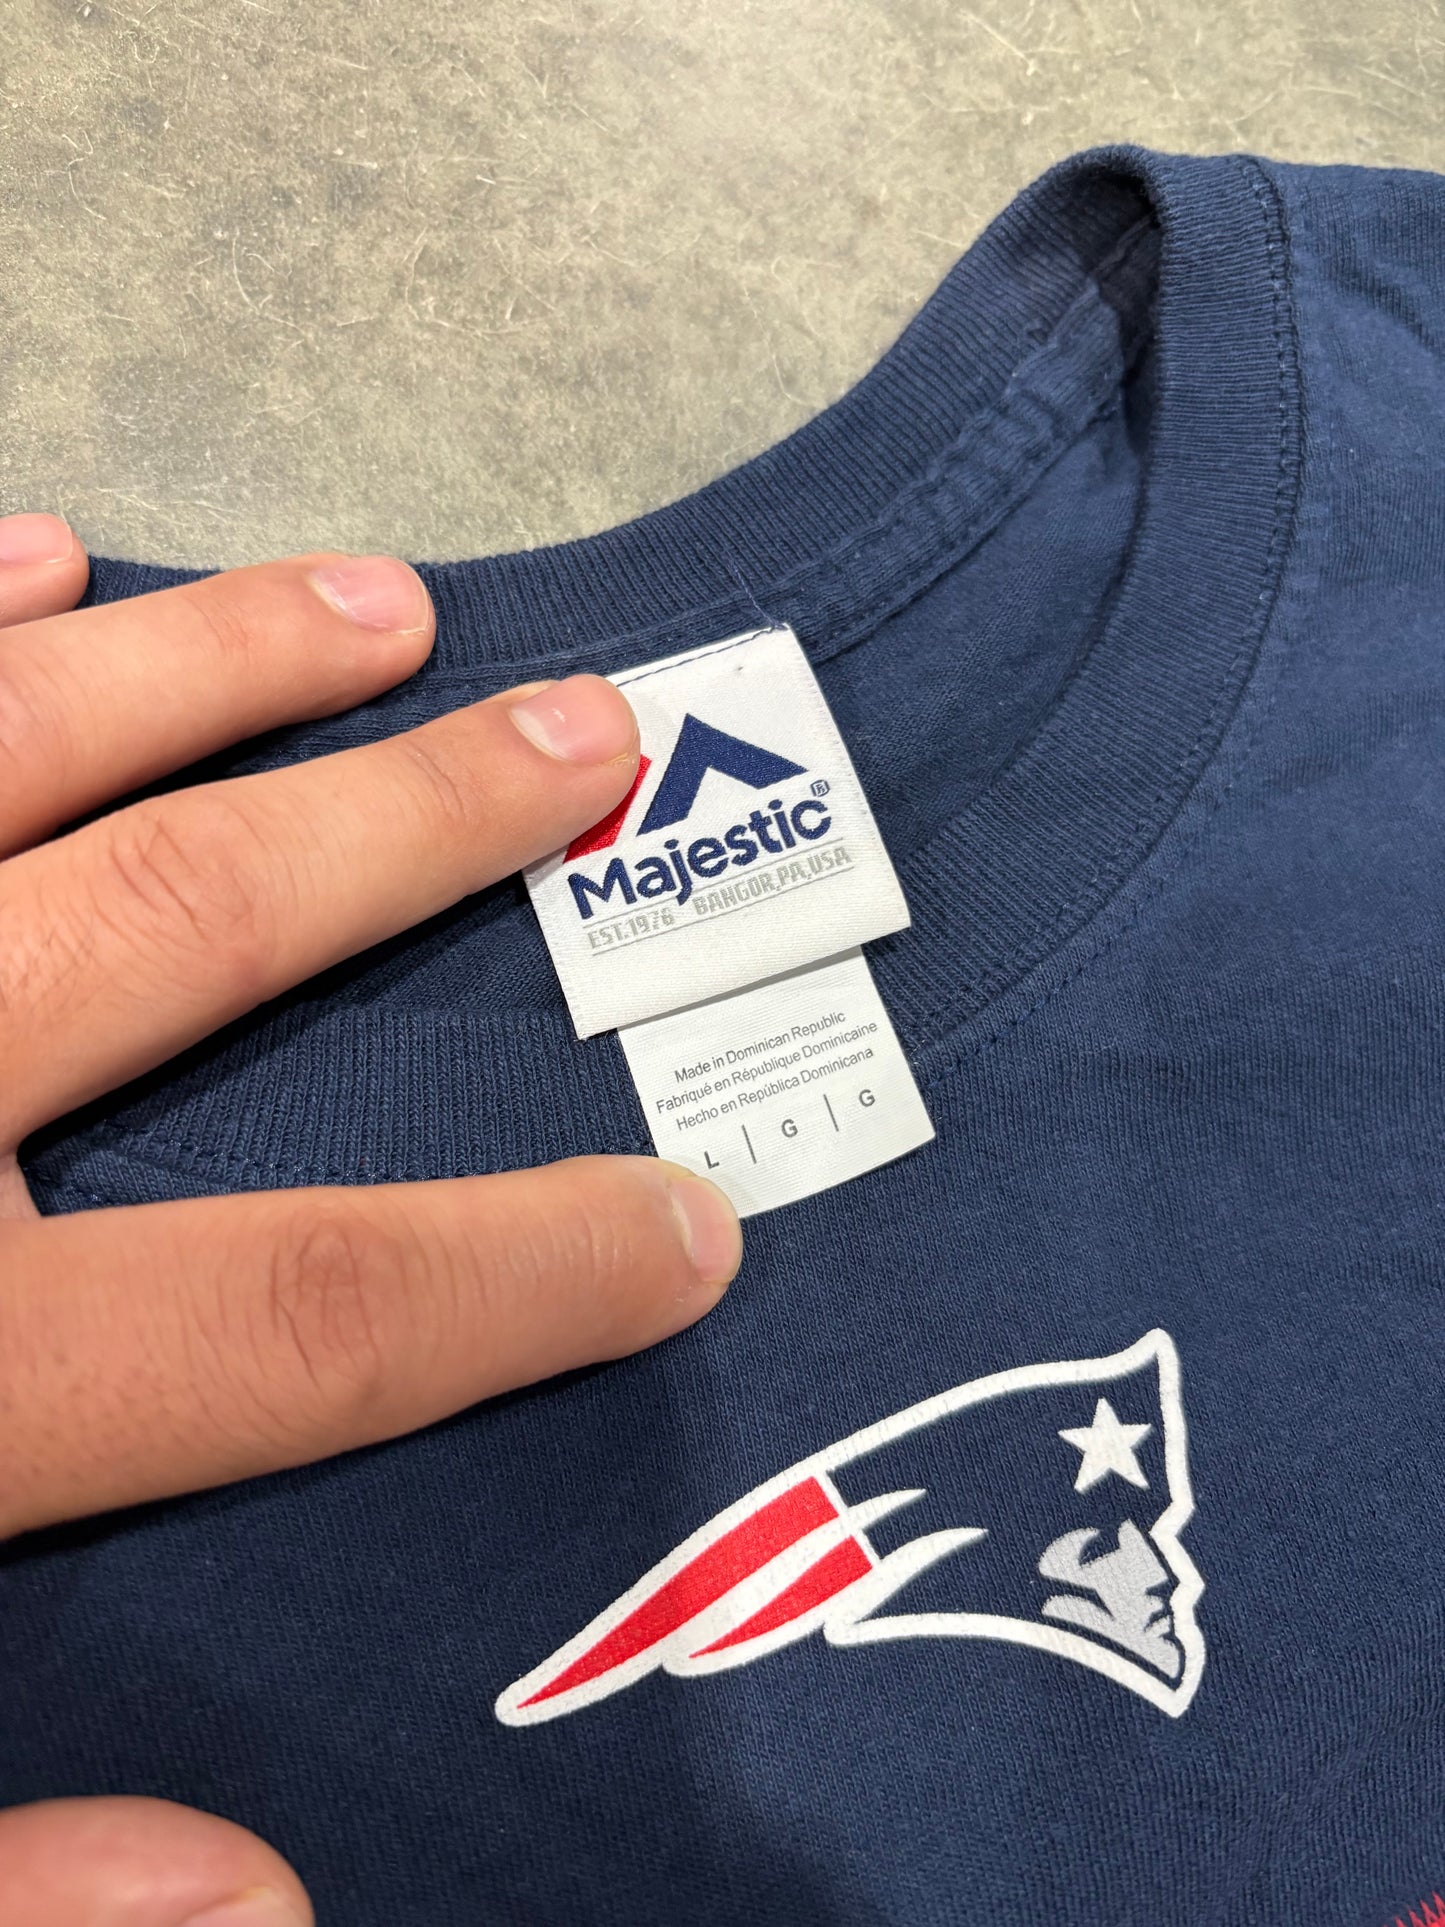 Majestic®
EST.1976 BANGOR,PA,USA
Made in Dominican Republic
Fabriqué en République Dominicaine
Hecho en República Dominicana
L | G | G